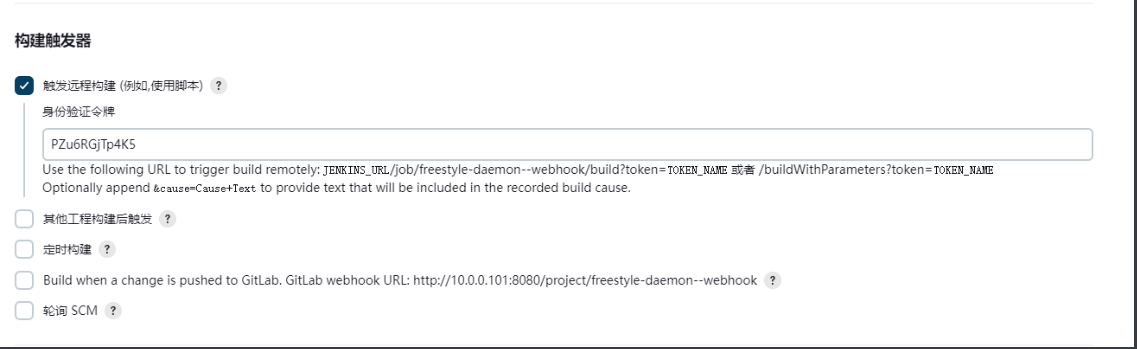 构建触发器
触发远程构建 (例如,使用脚本) ?
身份验证令牌
PZu6RGjTp4K5
Use the following URL to trigger build remotely: JENKINS_URL/job/freestyle-daemon--webhook/build?token=TOKEN_NAME 或者 /buildWithParameters?token=TOKEN_NAME
Optionally append &cause=Cause+Text to provide text that will be included in the recorded build cause.
其他工程构建后触发 ?
定时构建 ?
Build when a change is pushed to GitLab. GitLab webhook URL: http://10.0.0.101:8080/project/freestyle-daemon--webhook ?
轮询 SCM ?